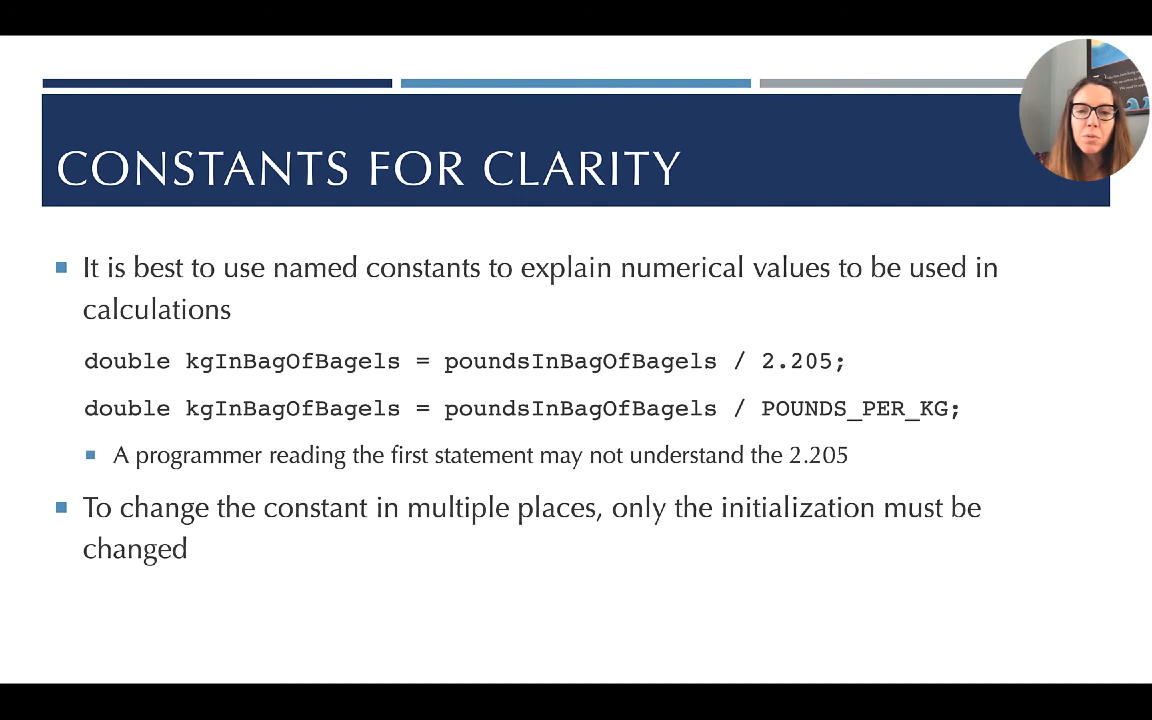 CONSTANTS FOR CLARITY
It is best to use named constants to explain numerical values to be used in
calculations
double kgInBagOfBagels = poundsInBagOfBagels / 2.205;
double kgInBagOfBagels = poundsInBagOfBagels / POUNDS_PER_KG;
A programmer reading the first statement may not understand the 2.205
To change the constant in multiple places, only the initialization must be
changed